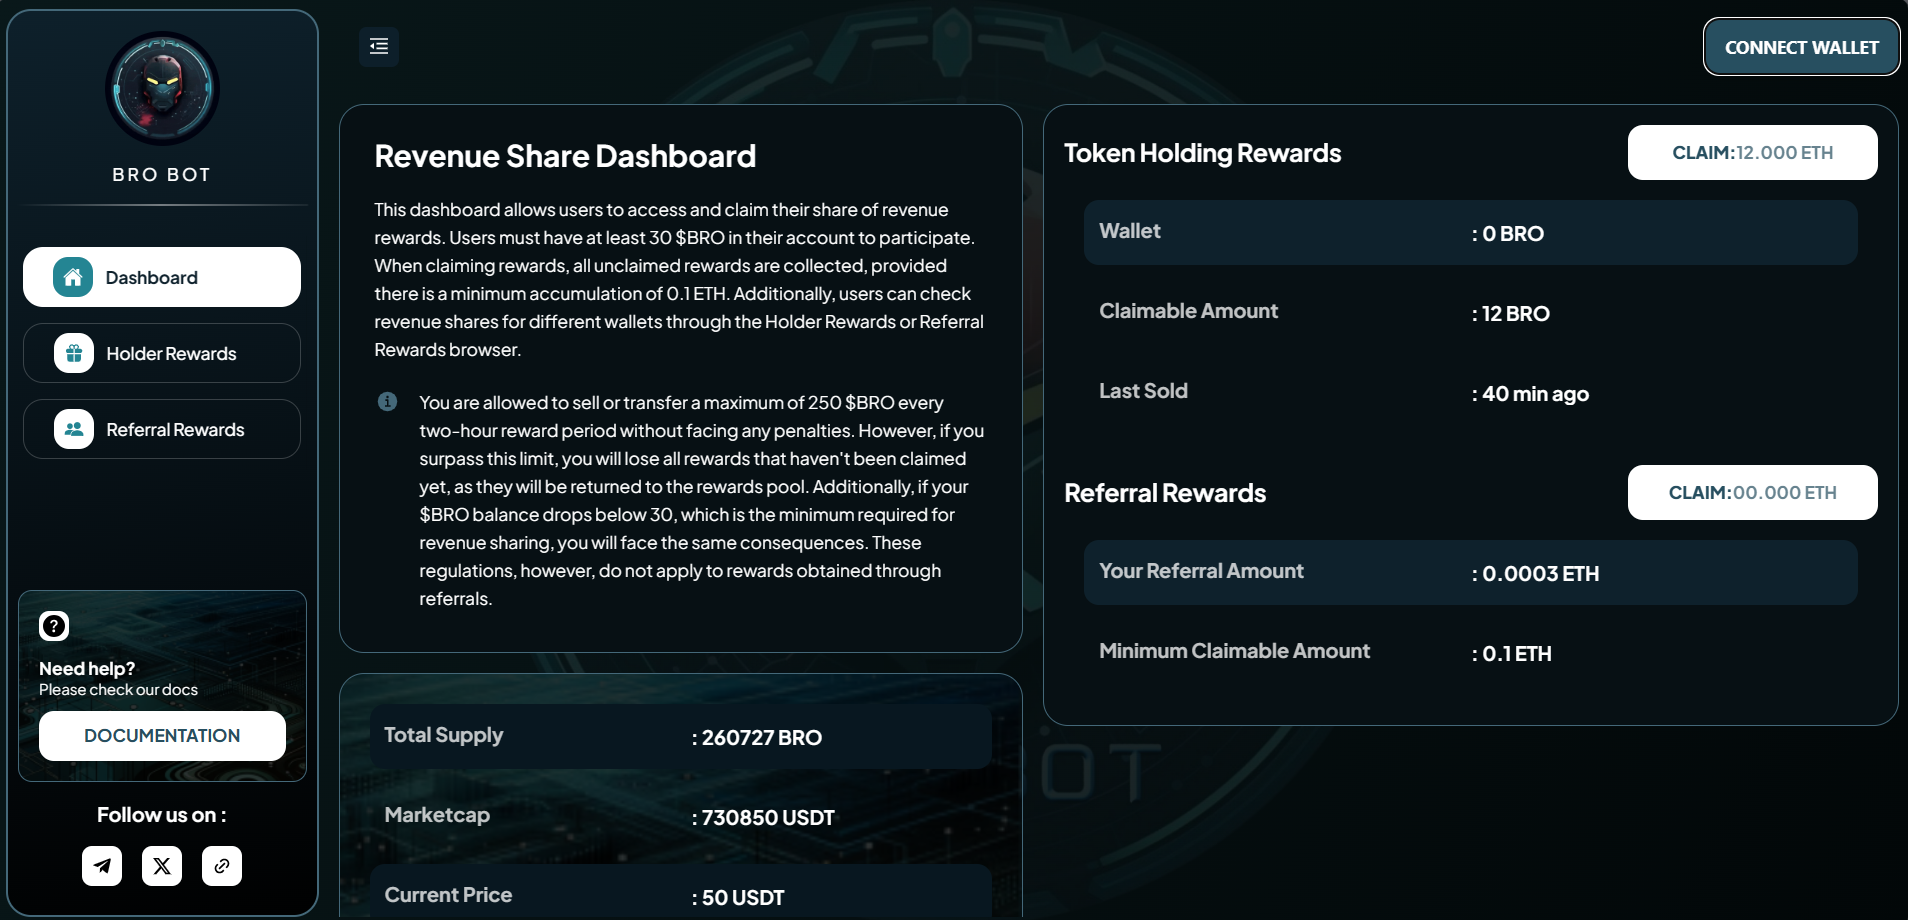 BRO BOT
Dashboard
Holder Rewards
Referral Rewards
?
Need help?
Please check our docs
DOCUMENTATION
Follow us on :
CONNECT WALLET
Revenue Share Dashboard
This dashboard allows users to access and claim their share of revenue
rewards. Users must have at least 30 $BRO in their account to participate.
When claiming rewards, all unclaimed rewards are collected, provided
there is a minimum accumulation of 0.1 ETH. Additionally, users can check
revenue shares for different wallets through the Holder Rewards or Referral
Rewards browser.
You are allowed to sell or transfer a maximum of 250 $BRO every
two-hour reward period without facing any penalties. However, if you
surpass this limit, you will lose all rewards that haven't been claimed
yet, as they will be returned to the rewards pool. Additionally, if your
$BRO balance drops below 30, which is the minimum required for
revenue sharing, you will face the same consequences. These
regulations, however, do not apply to rewards obtained through
referrals.
Total Supply : 260727 BRO
Marketcap : 730850 USDT
Current Price : 50 USDT
Token Holding Rewards
CLAIM:12.000 ETH
Wallet : 0 BRO
Claimable Amount : 12 BRO
Last Sold : 40 min ago
Referral Rewards
CLAIM:00.000 ETH
Your Referral Amount : 0.0003 ETH
Minimum Claimable Amount : 0.1 ETH
OT